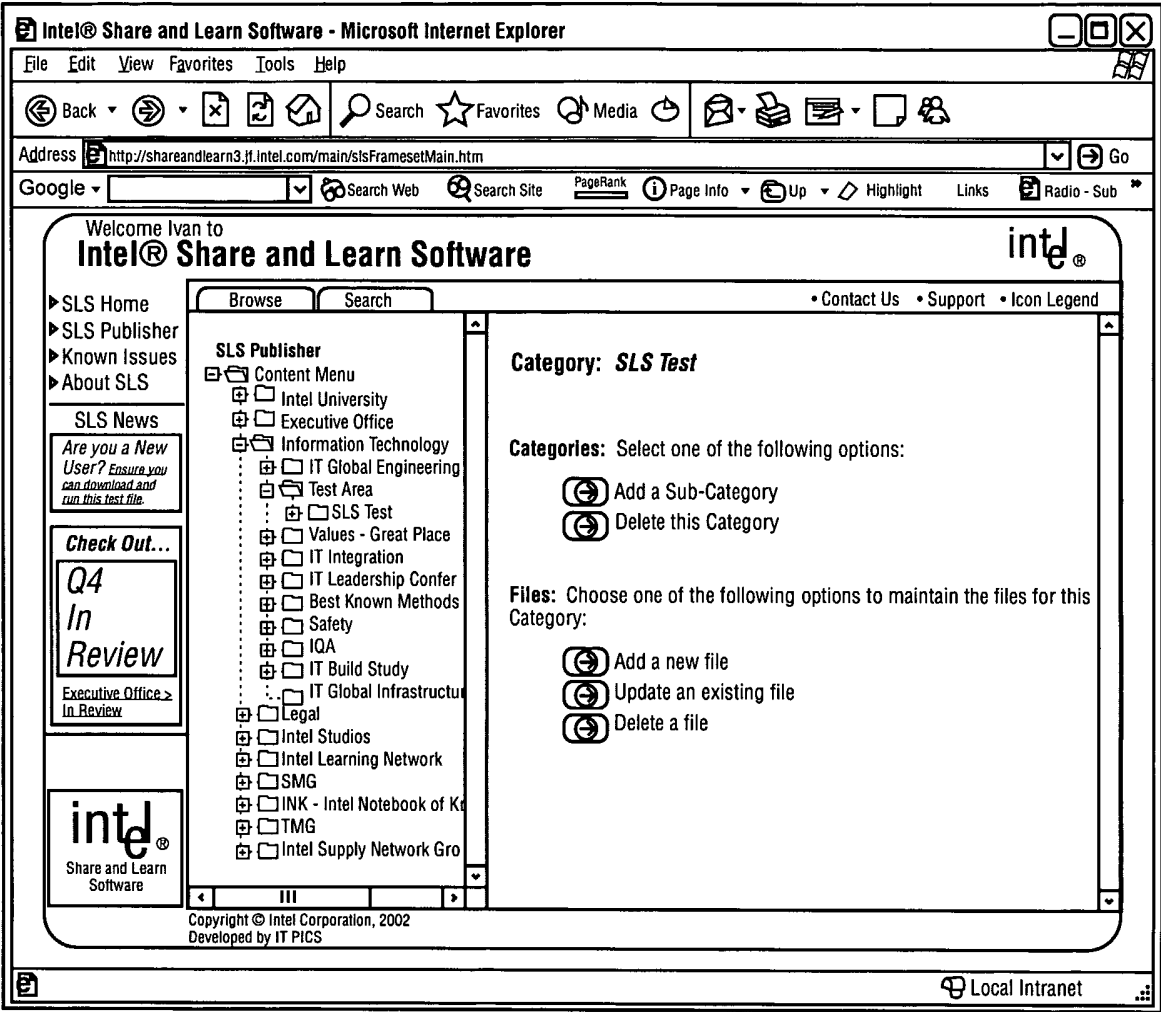 Intel® Share and Learn Software - Microsoft Internet Explorer
File Edit View Favorites Tools Help
Back Search Favorites Media
Address http://shareandlearn3.jf.intel.com/main/slsFramesetMain.htm Go
Google Search Web Search Site PageRank Page Info Up Highlight Links Radio - Sub »
Welcome Ivan to
Intel® Share and Learn Software
intel®
SLS Home
SLS Publisher
Known Issues
About SLS
SLS News
Are you a New
User? Ensure you
can download and
run this test file.
Check Out...
Q4
In
Review
Executive Office >
In Review
intel®
Share and Learn
Software
Browse Search
• Contact Us • Support • Icon Legend
SLS Publisher
Content Menu
Intel University
Executive Office
Information Technology
IT Global Engineering
Test Area
SLS Test
Values - Great Place
IT Integration
IT Leadership Confer
Best Known Methods
Safety
IQA
IT Build Study
IT Global Infrastructu
Legal
Intel Studios
Intel Learning Network
SMG
INK - Intel Notebook of Kn
TMG
Intel Supply Network Gro
Category: SLS Test
Categories: Select one of the following options:
Add a Sub-Category
Delete this Category
Files: Choose one of the following options to maintain the files for this
Category:
Add a new file
Update an existing file
Delete a file
Copyright © Intel Corporation, 2002
Developed by IT PICS
Local Intranet